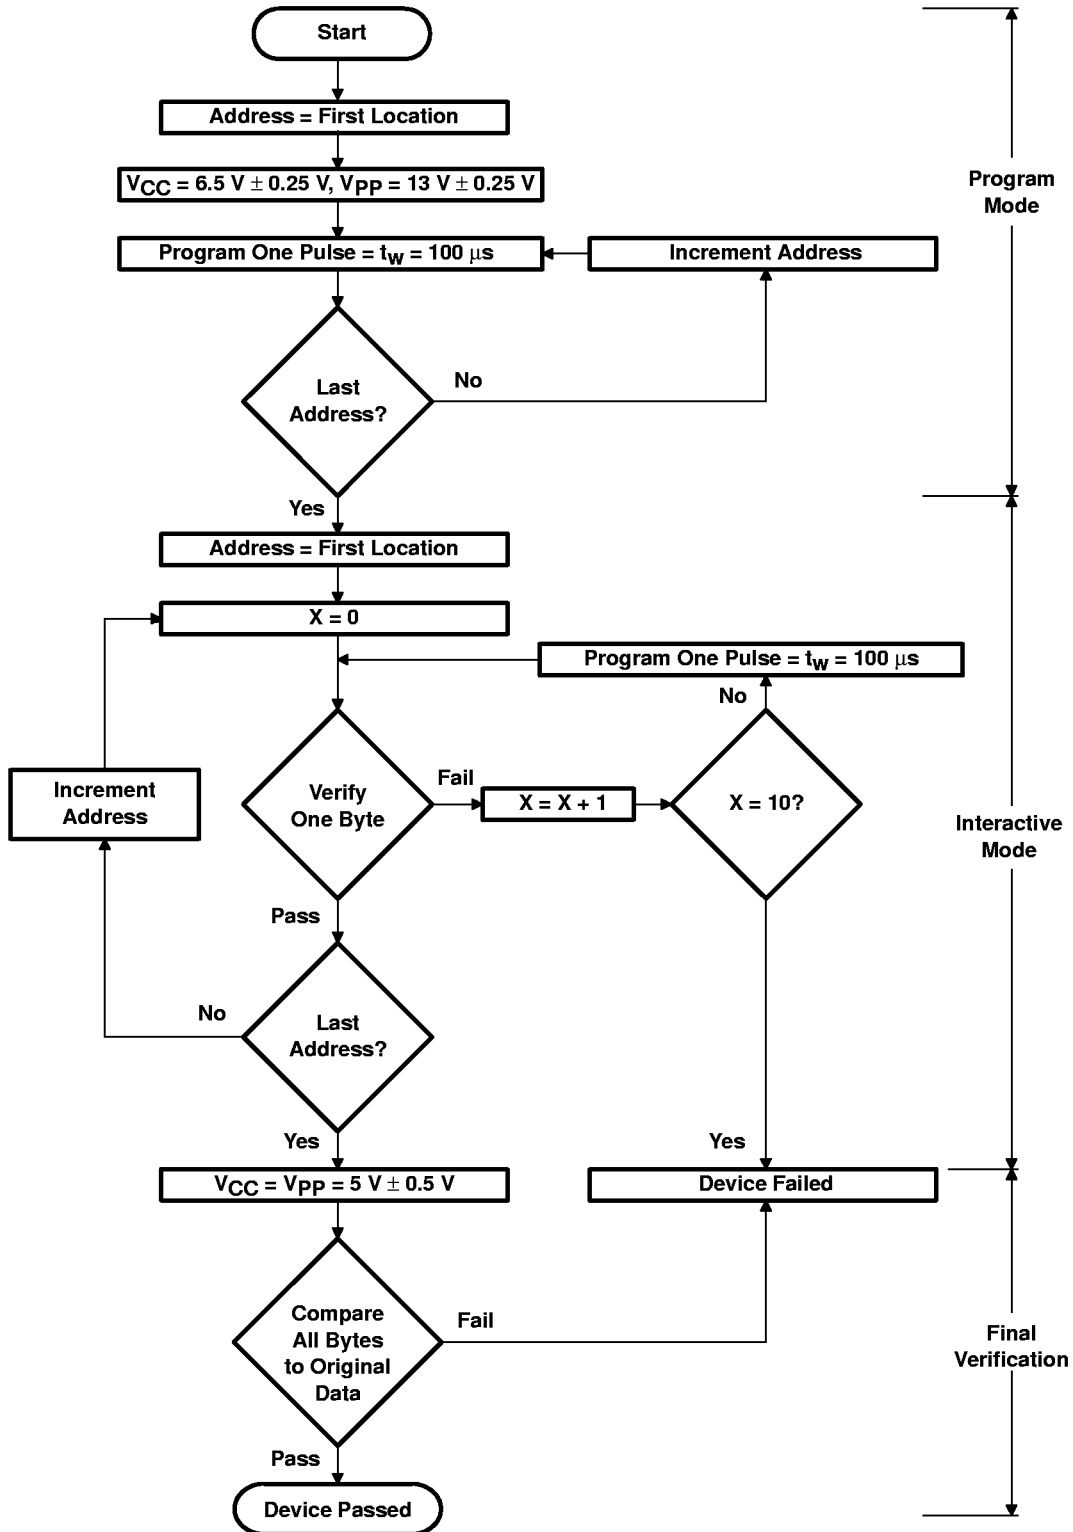 Start
Address = First Location
VCC = 6.5 V ± 0.25 V, VPP = 13 V ± 0.25 V
Program
Mode
Program One Pulse = tw = 100 μs
Increment Address
Last
Address?
No
Yes
Address = First Location
X = 0
Program One Pulse = tw = 100 μs
No
Increment
Address
Verify
One Byte
Fail
X = X + 1
X = 10?
Interactive
Mode
Pass
No
Last
Address?
Yes
Yes
VCC = VPP = 5 V ± 0.5 V
Device Failed
Compare
All Bytes
to Original
Data
Fail
Final
Verification
Pass
Device Passed